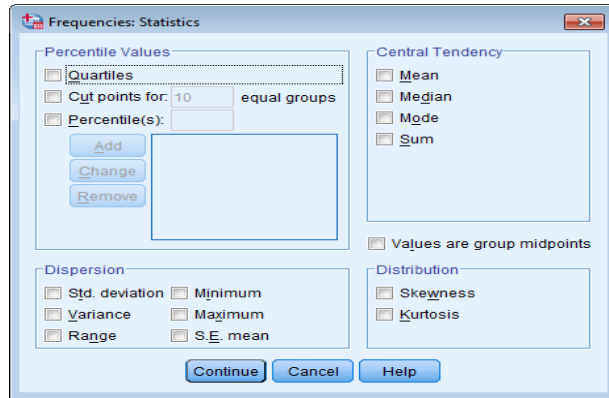 Frequencies: Statistics
Percentile Values
Quartiles
Cut points for: 10 equal groups
Percentile(s):
Add
Change
Remove
Central Tendency
Mean
Median
Mode
Sum
Values are group midpoints
Dispersion
Std. deviation Minimum
Variance Maximum
Range S.E. mean
Distribution
Skewness
Kurtosis
Continue Cancel Help